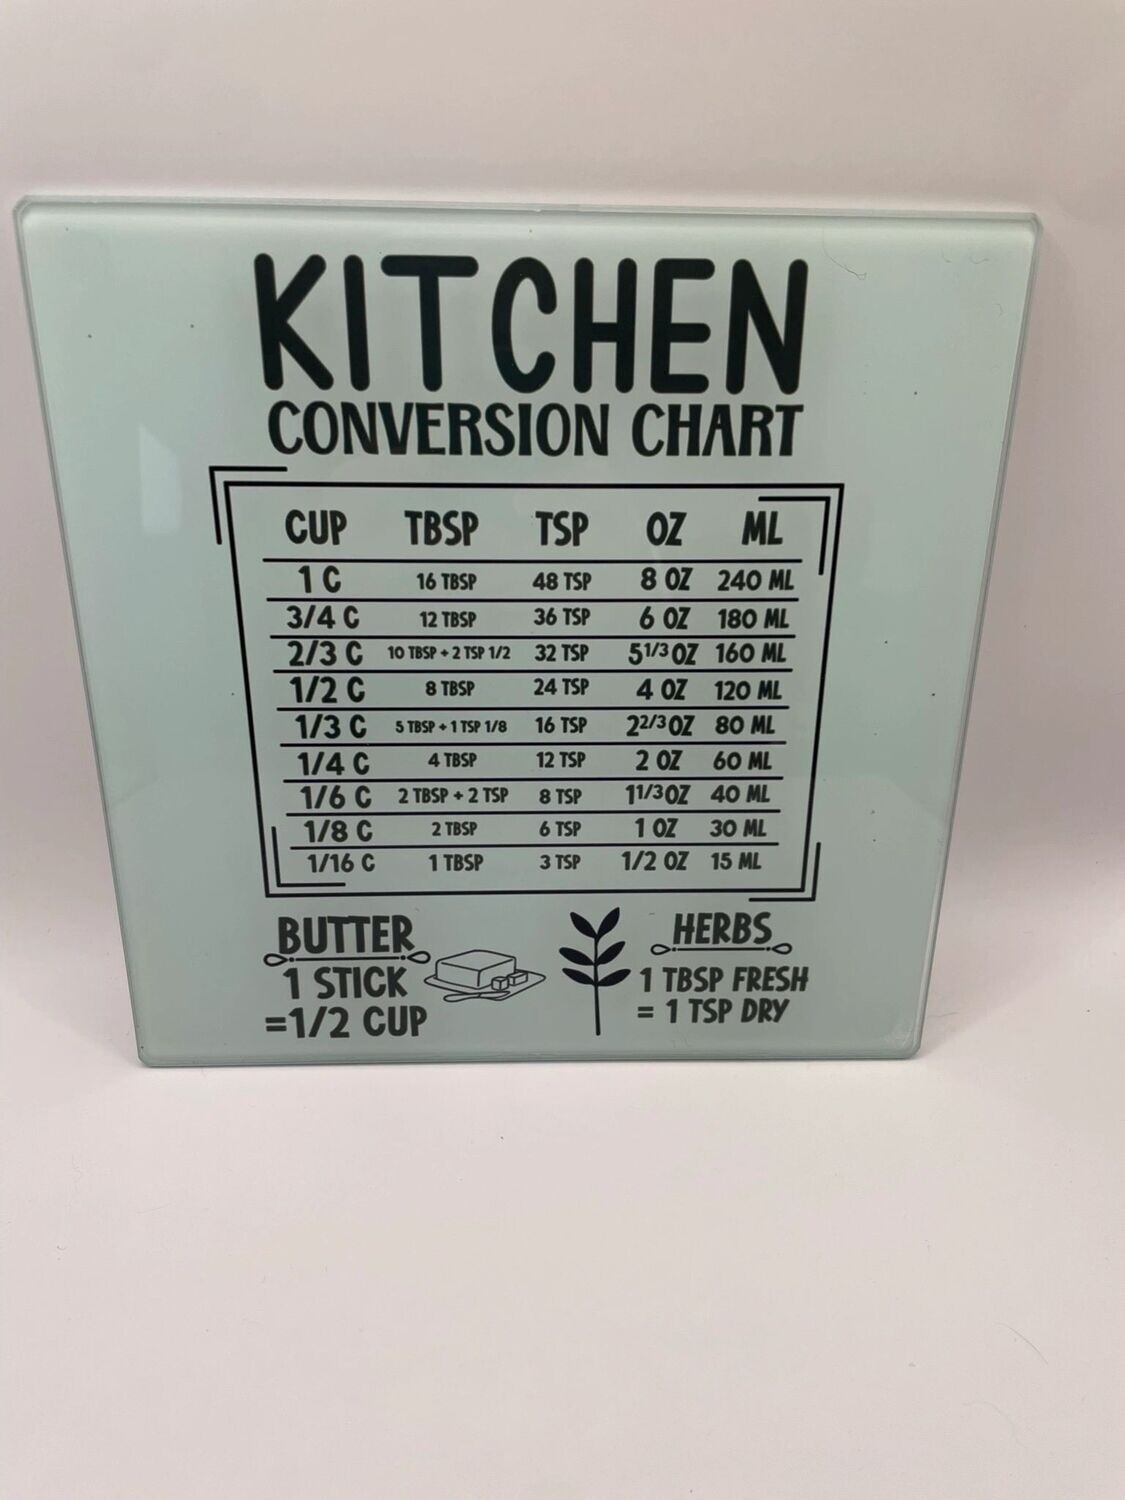 KITCHEN
CONVERSION CHART
CUP TBSP TSP OZ ML
1 C 16 TBSP 48 TSP 8 OZ 240 ML
3/4 C 12 TBSP 36 TSP 6 OZ 180 ML
2/3 C 10 TBSP + 2 TSP 1/2 32 TSP 5 1/3 OZ 160 ML
1/2 C 8 TBSP 24 TSP 4 OZ 120 ML
1/3 C 5 TBSP + 1 TSP 1/8 16 TSP 2 2/3 OZ 80 ML
1/4 C 4 TBSP 12 TSP 2 OZ 60 ML
1/6 C 2 TBSP + 2 TSP 8 TSP 1 1/3 OZ 40 ML
1/8 C 2 TBSP 6 TSP 1 OZ 30 ML
1/16 C 1 TBSP 3 TSP 1/2 OZ 15 ML
BUTTER
1 STICK
=1/2 CUP
HERBS
1 TBSP FRESH
= 1 TSP DRY